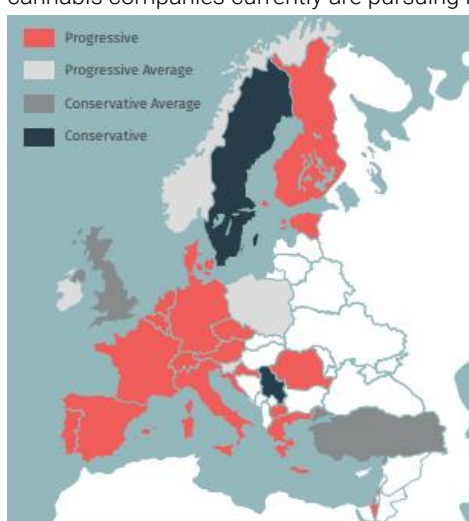 cannabis companies currently are pursuing
Progressive
Progressive Average
Conservative Average
Conservative